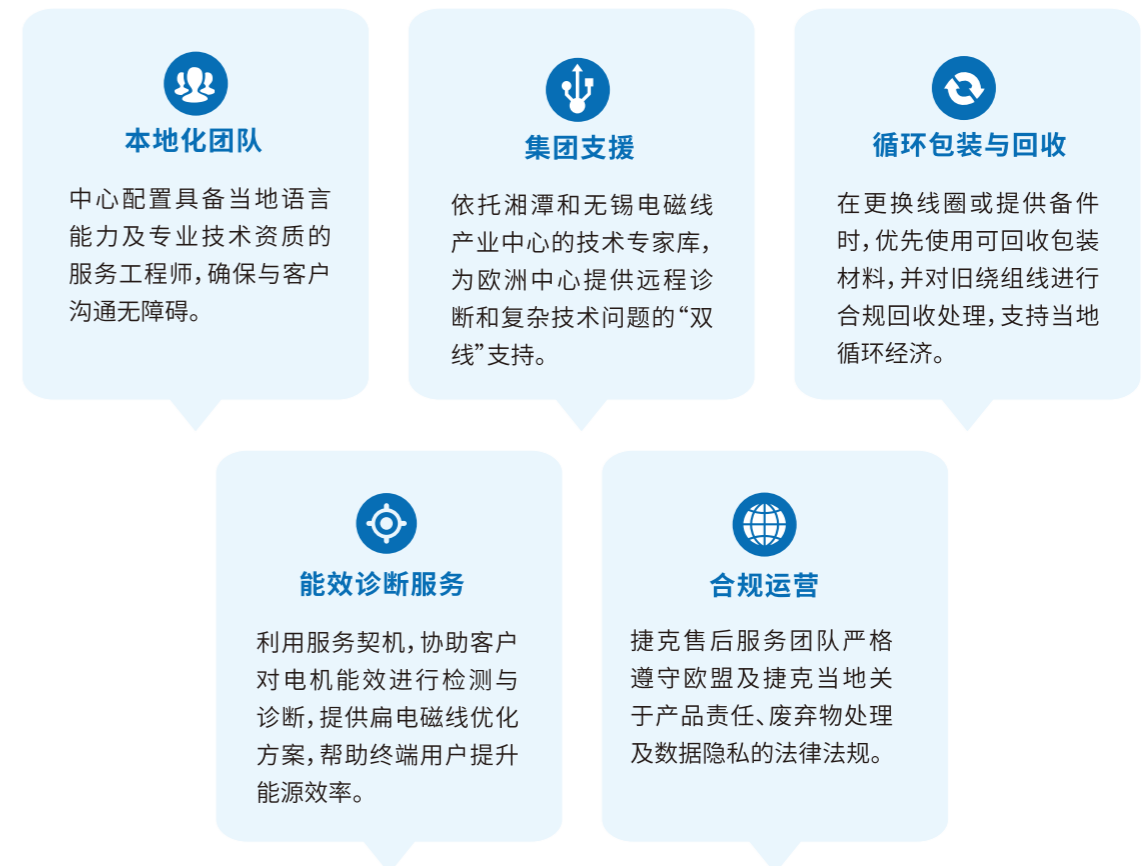 本地化团队
中心配置具备当地语言
能力及专业技术资质的
服务工程师，确保与客户
沟通无障碍。
集团支援
依托湘潭和无锡电磁线
产业中心的技术专家库，
为欧洲中心提供远程诊
断和复杂技术问题的“双
线”支持。
循环包装与回收
在更换线圈或提供备件
时，优先使用可回收包装
材料，并对旧绕组线进行
合规回收处理，支持当地
循环经济。
能效诊断服务
利用服务契机，协助客户
对电机能效进行检测与
诊断，提供扁电磁线优化
方案，帮助终端用户提升
能源效率。
合规运营
捷克售后服务团队严格
遵守欧盟及捷克当地关
于产品责任、废弃物处理
及数据隐私的法律法规。